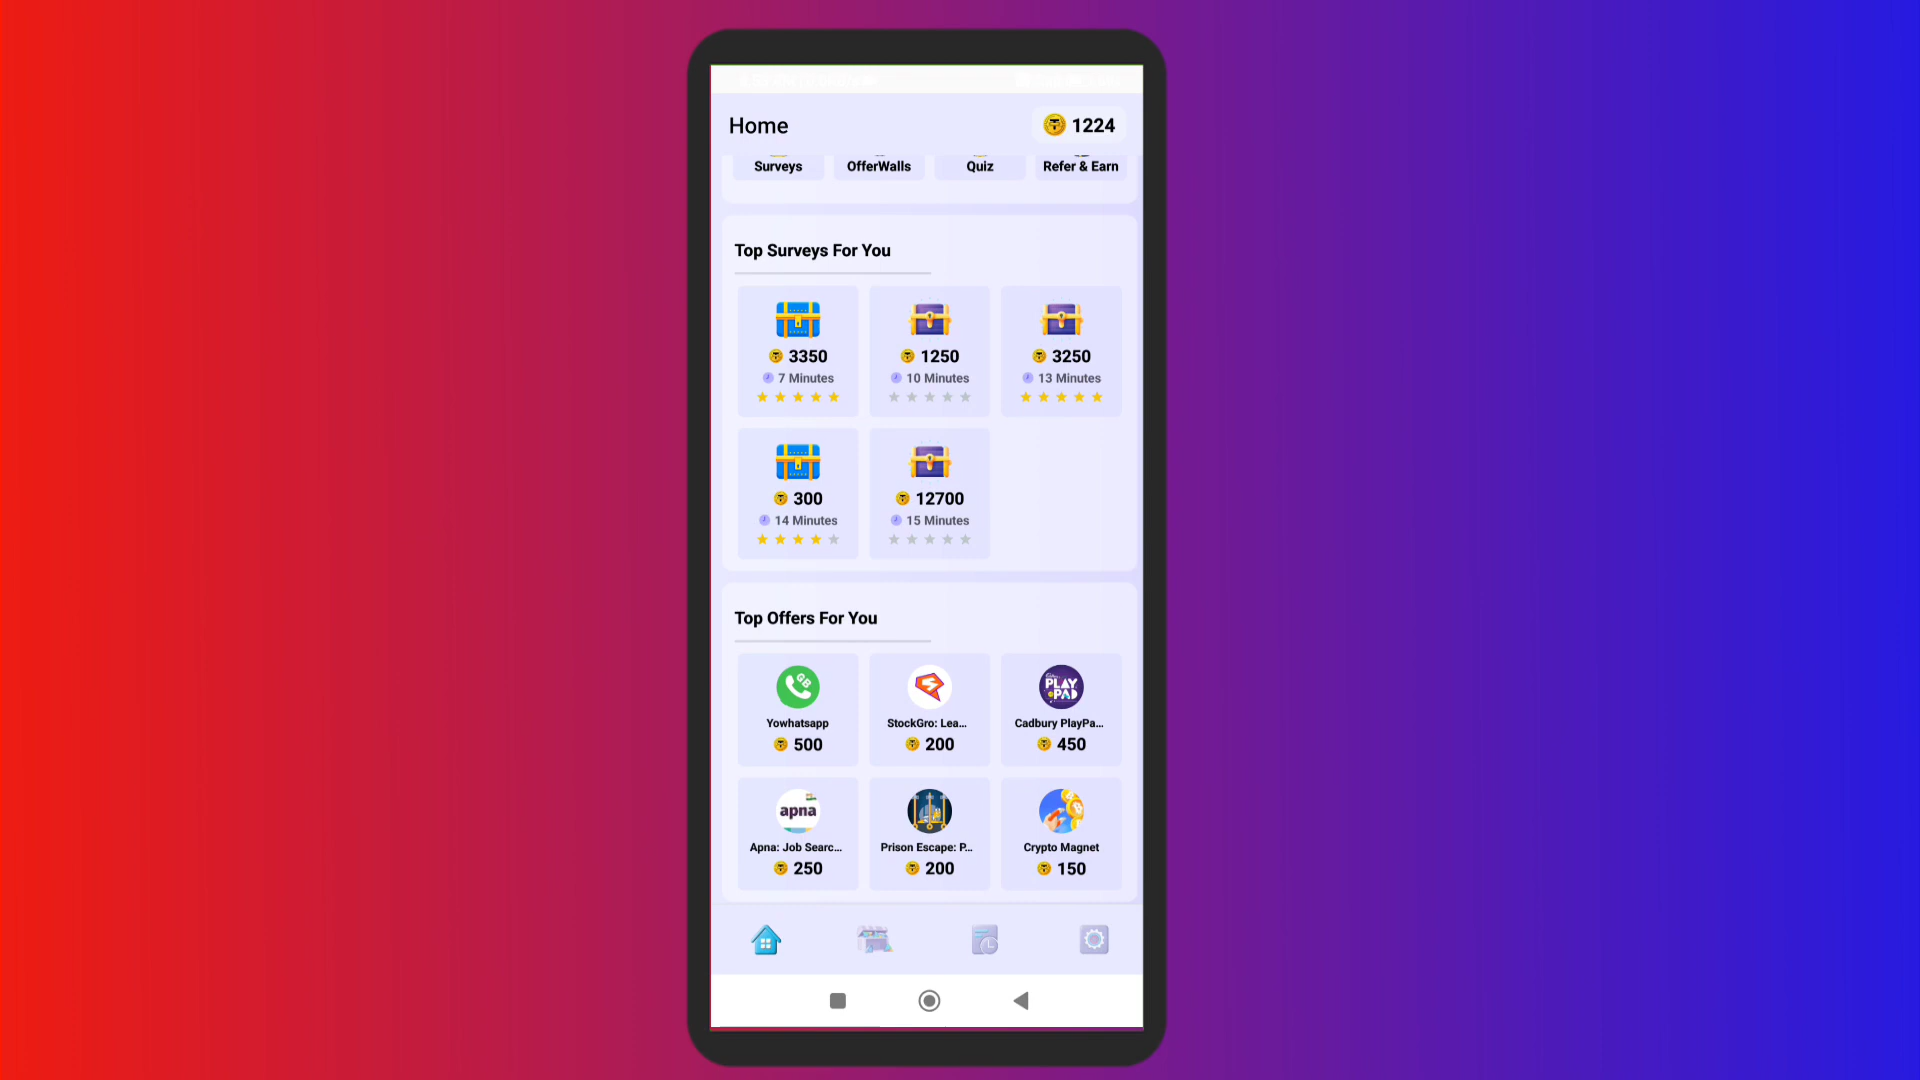 Home
1224
Surveys
OfferWalls
Quiz
Refer & Earn
Top Surveys For You
3350
1250
3250
7 Minutes
10 Minutes
13 Minutes
300
12700
14 Minutes
15 Minutes
Top Offers For You
GB
PLAY
PAD
Yowhatsapp
StockGro: Lea...
Cadbury PlayPa...
500
200
450
apna
Apna: Job Searc...
Prison Escape: P...
Crypto Magnet
250
200
150